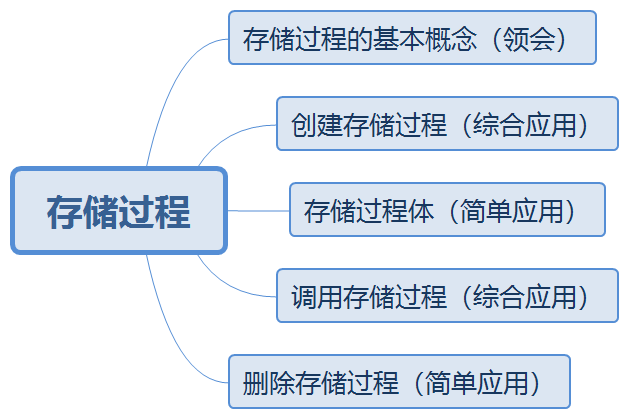 存储过程的基本概念（领会）
创建存储过程（综合应用）
存储过程
存储过程体（简单应用）
调用存储过程（综合应用）
删除存储过程（简单应用）